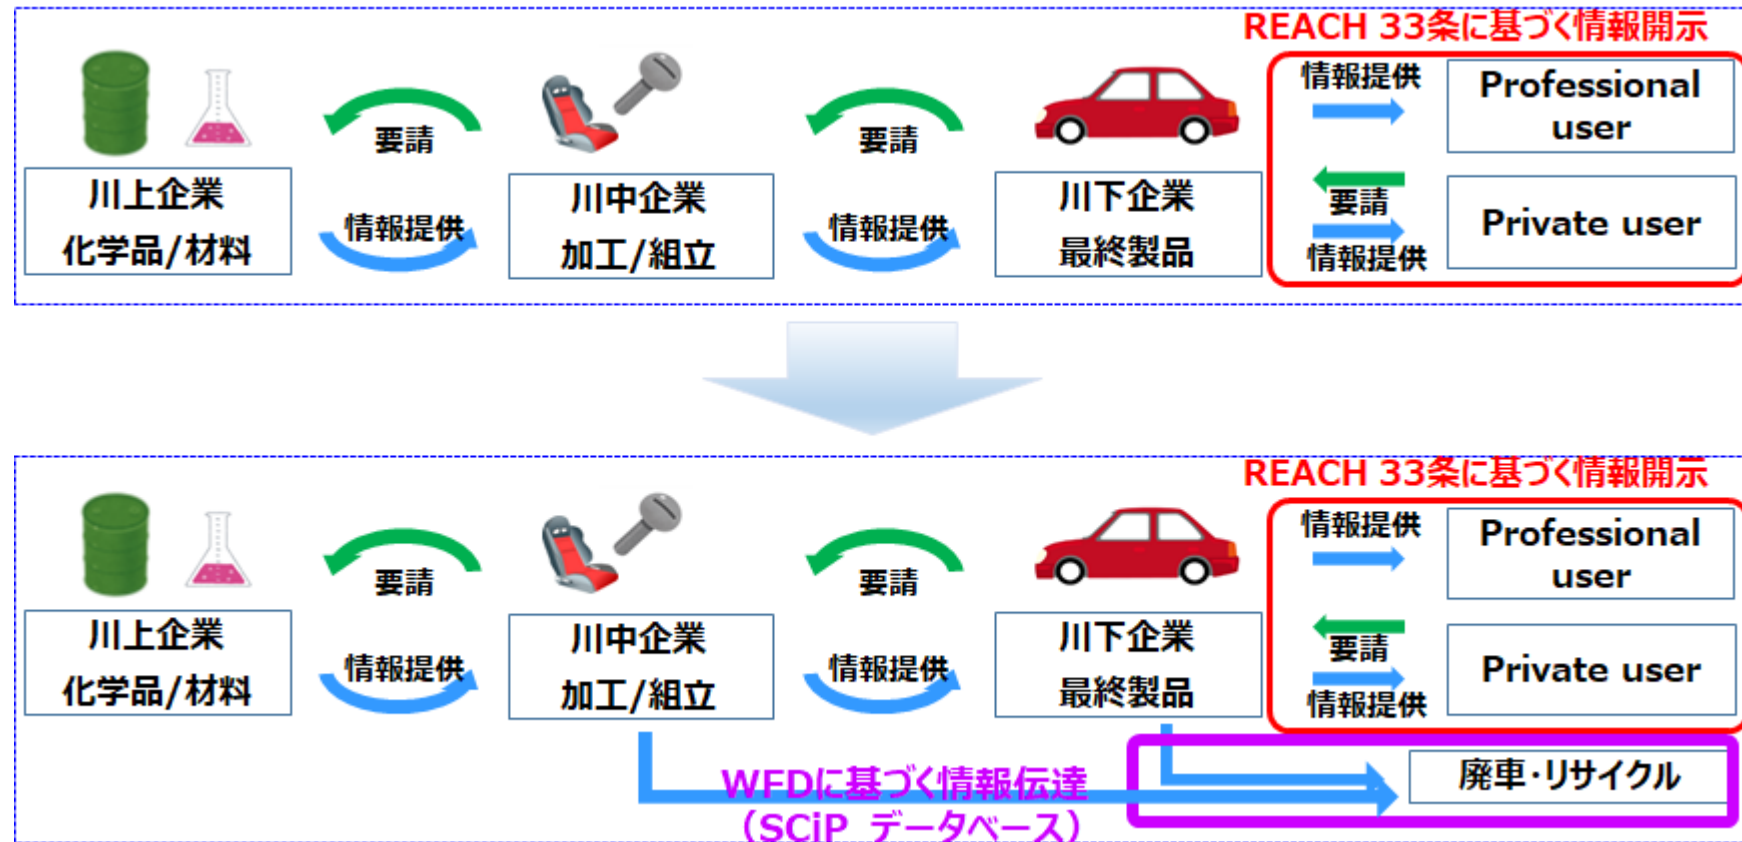 REACH 33条に基づく情報開示
情報提供
Professional
user
要請
要請
川上企業
化学品/材料
情報提供
川中企業
加工/組立
情報提供
川下企業
最終製品
要請
情報提供
Private user
REACH 33条に基づく情報開示
情報提供
Professional
user
要請
要請
川上企業
化学品/材料
情報提供
川中企業
加工/組立
情報提供
川下企業
最終製品
要請
情報提供
Private user
WFDに基づく情報伝達
（SCiP データベース）
廃車・リサイクル